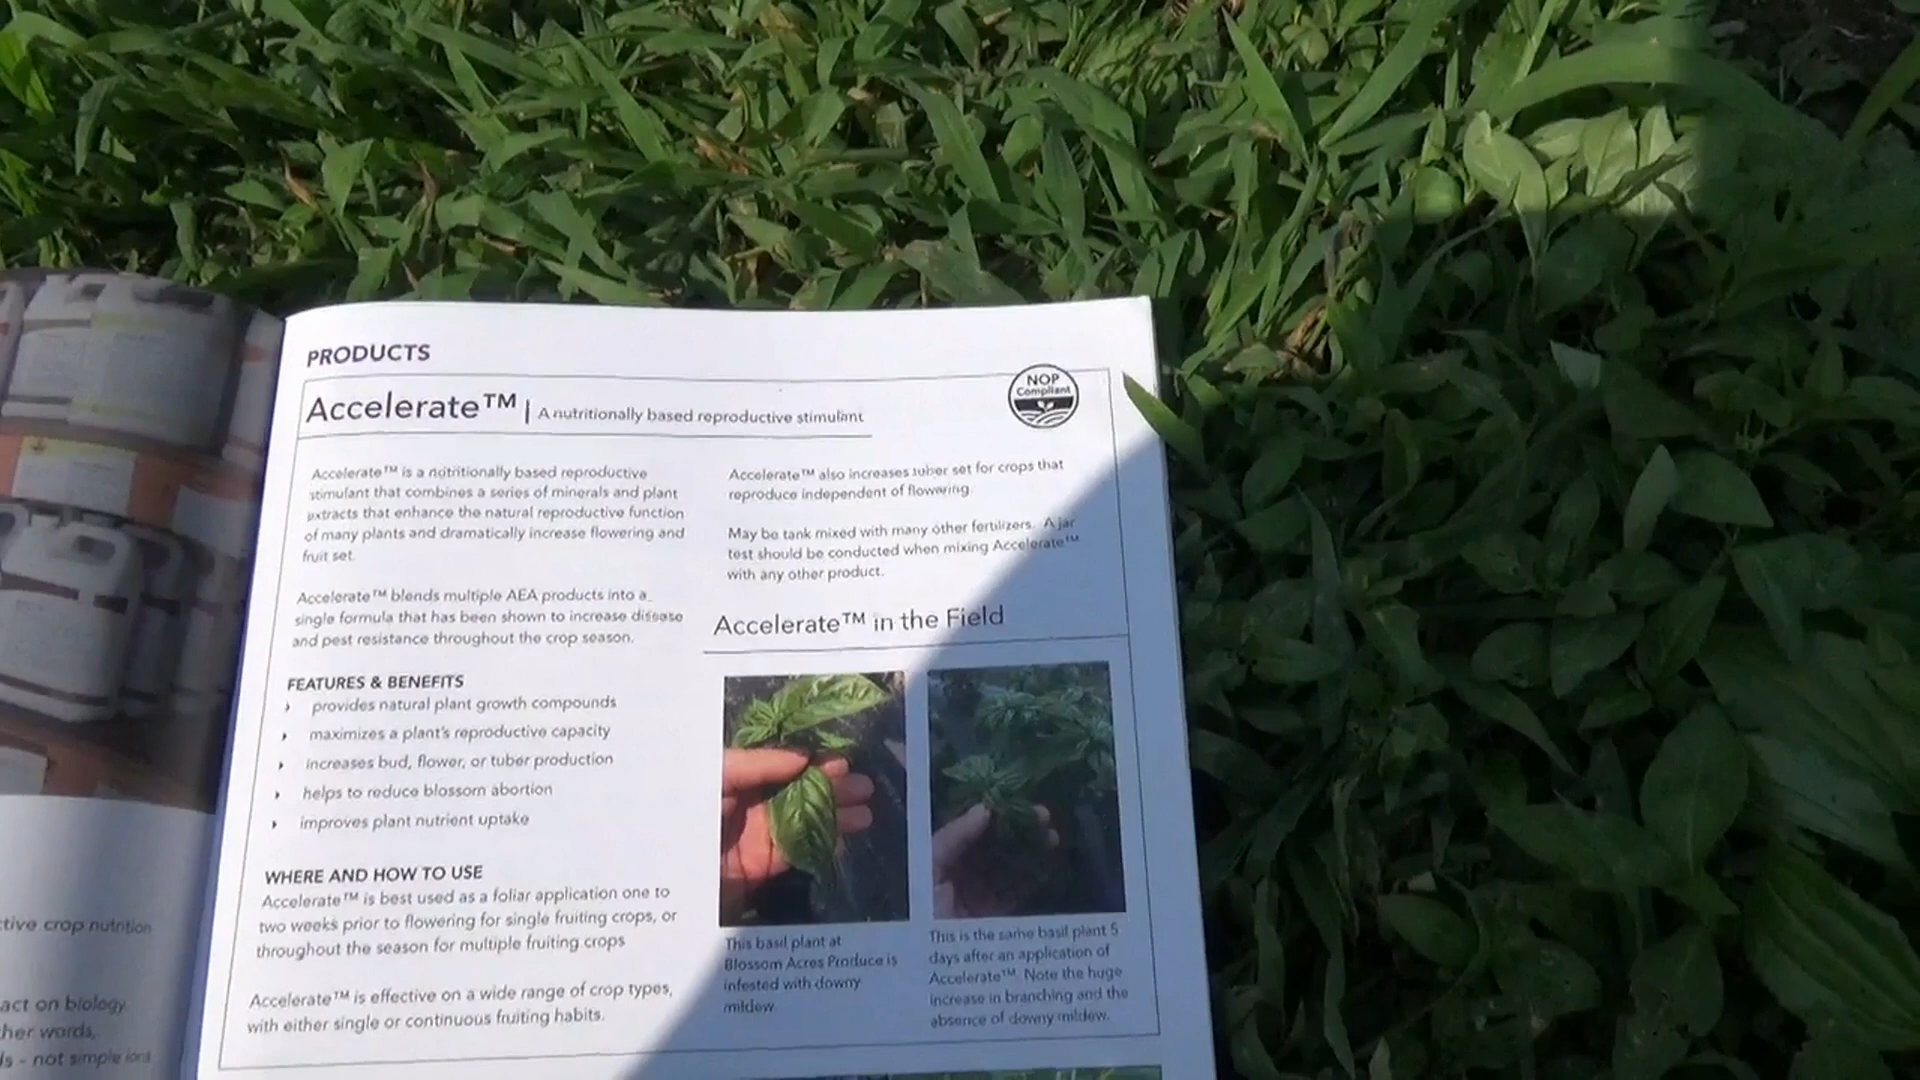 PRODUCTS
Accelerate™ | A nutritionally based reproductive stimulant
NOP
Compliant
Accelerate™ is a nutritionally based reproductive
stimulant that combines a series of minerals and plant
extracts that enhance the natural reproductive function
of many plants and dramatically increase flowering and
fruit set.
Accelerate™ blends multiple AEA products into a
single formula that has been shown to increase disease
and pest resistance throughout the crop season.
FEATURES & BENEFITS
provides natural plant growth compounds
maximizes a plant's reproductive capacity
increases bud, flower, or tuber production
helps to reduce blossom abortion
improves plant nutrient uptake
WHERE AND HOW TO USE
Accelerate™ is best used as a foliar application one to
two weeks prior to flowering for single fruiting crops, or
throughout the season for multiple fruiting crops
Accelerate™ is effective on a wide range of crop types,
with either single or continuous fruiting habits.
Accelerate™ also increases tuber set for crops that
reproduce independent of flowering.
May be tank mixed with many other fertilizers. A jar
test should be conducted when mixing Accelerate™
with any other product.
Accelerate™ in the Field
This basil plant at
Blossom Acres Produce is
infested with downy
mildew.
This is the same basil plant 5
days after an application of
Accelerate™. Note the huge
increase in branching and the
absence of downy mildew.
crop nutrition
act on biology.
words,
- not simple